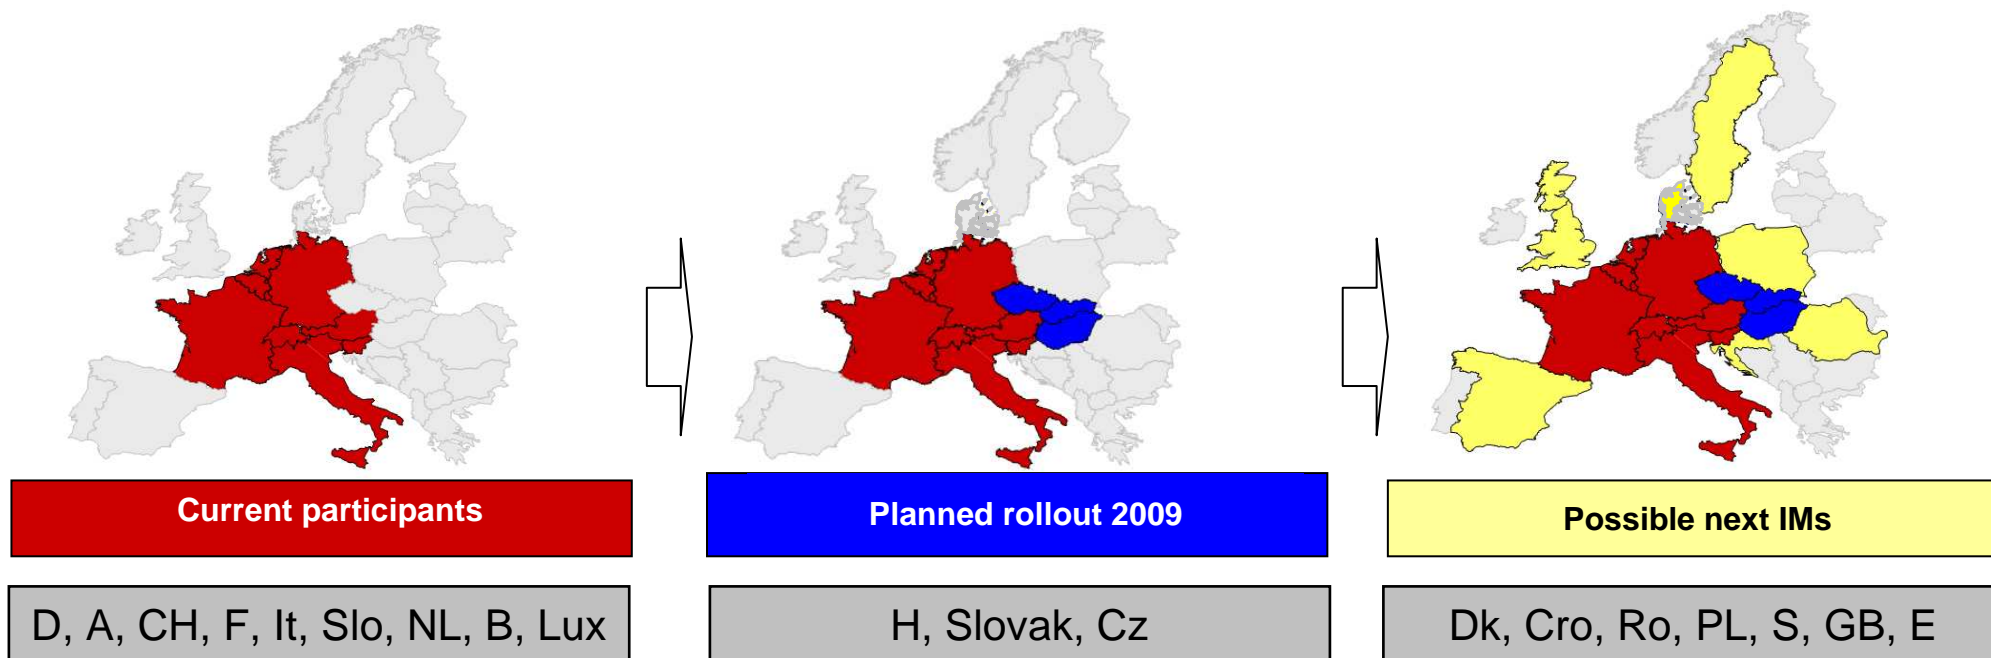 Current participants
Planned rollout 2009
Possible next IMs
D, A, CH, F, It, Slo, NL, B, Lux
H, Slovak, Cz
Dk, Cro, Ro, PL, S, GB, E